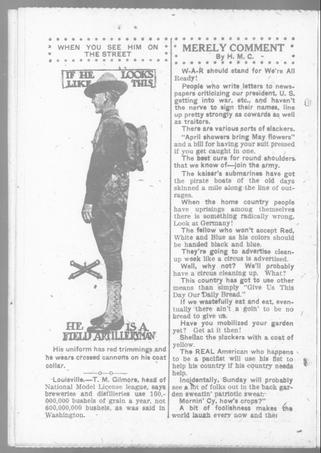 WHEN YOU SEE HIM ON
THE STREET
IF HE LOOKS
LIKE THIS
HE IS A
FIELD ARTILLERYMAN
His uniform has red trimmings and
he wears crossed cannons on his coat
collar.
Louisville.—T. M. Gilmore, head of
National Model License league, says
breweries and distilleries use 100,-
000,000 bushels of grain a year, not
600,000,000 bushels, as was said in
Washington.
MERELY COMMENT
By H. M. C.
W-A-R should stand for We're All
Ready!
People who write letters to news-
papers criticizing our president, U. S.
getting into war, etc., and haven't
the nerve to sign their names, line
up pretty strongly as cowards as well
as traitors.
There are various sorts of slackers.
"April showers bring May flowers"
and a bill for having your suit pressed
if you get caught in one.
The best cure for round shoulders
that we know of—join the army.
The kaiser's submarines have got
the pirate boats of the old days
skinned a mile along the line of out-
rages.
When the home country people
have uprisings among themselves
there is something radically wrong.
Look at Germany!
The fellow who won't accept Red,
White and Blue as his colors should
be handed black and blue.
They're going to advertise clean-
up week like a circus is advertised.
Well, why not? We'll probably
have a circus cleaning up. What?
This country has got to use other
means than simply "Give Us This
Day Our Daily Bread."
If we wastefully eat and eat, even-
tually there ain't a goin' to be no
bread to give us.
Have you mobilized your garden
yet? Get at it then!
Shellac the slackers with a coat of
yellow.
The REAL American who happens
to be a pacifist will use his fist to
help his country if his country needs
help.
Incidentally, Sunday will probably
see a lot of folks out in the back gar-
den sweatin' patriotic sweat.
Mornin' Cy, how's crops?"
A bit of foolishness makes the
world laugh every now and then